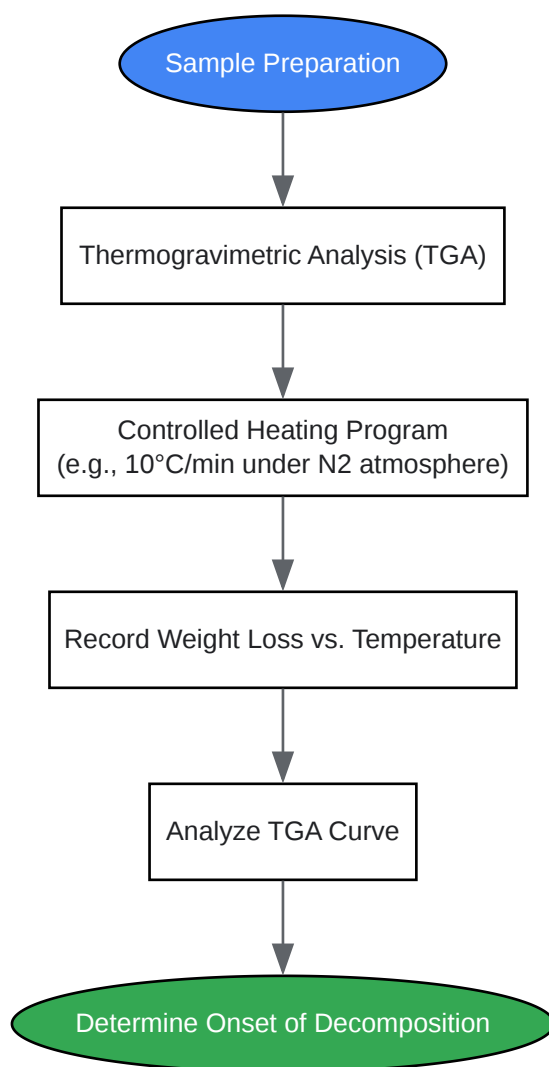 Sample Preparation
Thermogravimetric Analysis (TGA)
Controlled Heating Program
(e.g., 10°C/min under N2 atmosphere)
Record Weight Loss vs. Temperature
Analyze TGA Curve
Determine Onset of Decomposition